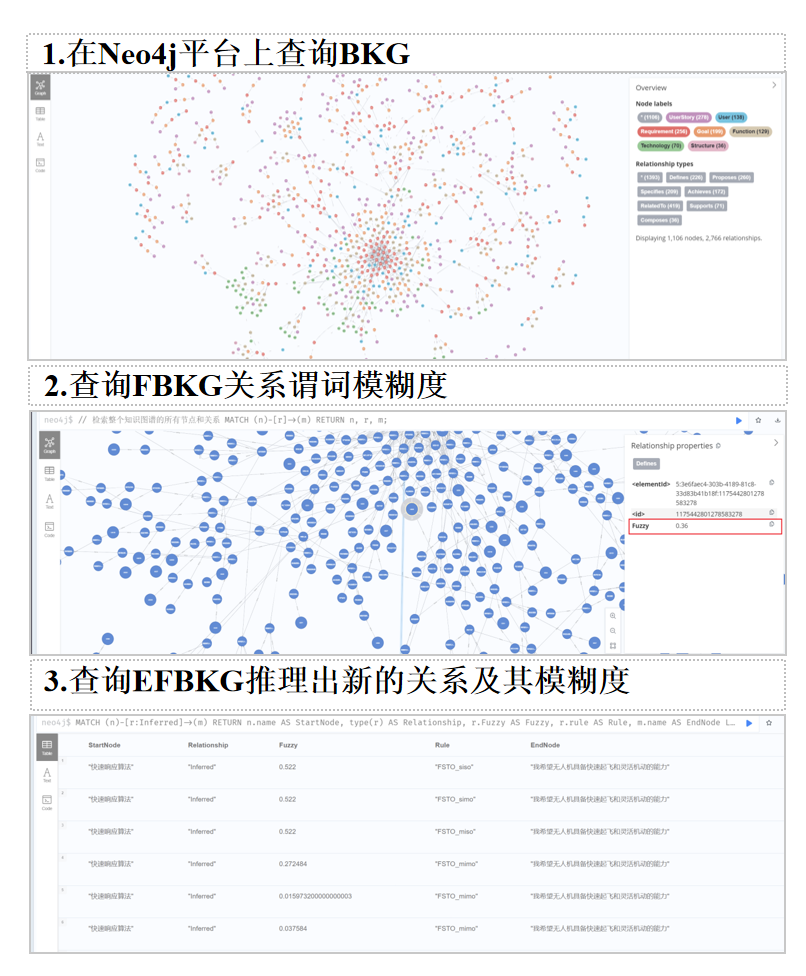 1.在Neo4j平台上查询BKG
Graph
Table
Text
Code
Overview
Node labels
* (1106) UserStory (279) User (138)
Requirement (250) Goal (190) Function (120)
Technology (70) Structure (36)
Relationship types
* (1383) Defines (226) Proposes (260)
Specifies (209) Achieves (172)
RelatedTo (410) Supports (71)
Composes (36)
Displaying 1,106 nodes, 2,766 relationships.
2.查询FBKG关系谓词模糊度
neo4j$ // 检索整个知识图谱的所有节点和关系 MATCH (n)-[r]→(m) RETURN n, r, m;
Graph
Table
Text
Code
Relationship properties
Defines
<elementId> 5:3e6faec4-303b-4189-81c8-
33d83b41b18f:1175442801278
583278
<id> 1175442801278583278
Fuzzy 0.36
3.查询EFBKG推理出新的关系及其模糊度
neo4j$ MATCH (n)-[r:Inferred]→(m) RETURN n.name AS StartNode, type(r) AS Relationship, r.Fuzzy AS Fuzzy, r.rule AS Rule, m.name AS EndNode L…
Table
Text
Code
StartNode Relationship Fuzzy Rule EndNode
1 "快速响应算法" "Inferred" 0.522 "FSTO_siso" "我希望无人机具备快速起飞和灵活机动的能力"
2 "快速响应算法" "Inferred" 0.522 "FSTO_simo" "我希望无人机具备快速起飞和灵活机动的能力"
3 "快速响应算法" "Inferred" 0.522 "FSTO_miso" "我希望无人机具备快速起飞和灵活机动的能力"
4 "快速响应算法" "Inferred" 0.272484 "FSTO_mimo" "我希望无人机具备快速起飞和灵活机动的能力"
5 "快速响应算法" "Inferred" 0.015973200000000003 "FSTO_mimo" "我希望无人机具备快速起飞和灵活机动的能力"
6 "快速响应算法" "Inferred" 0.037584 "FSTO_mimo" "我希望无人机具备快速起飞和灵活机动的能力"